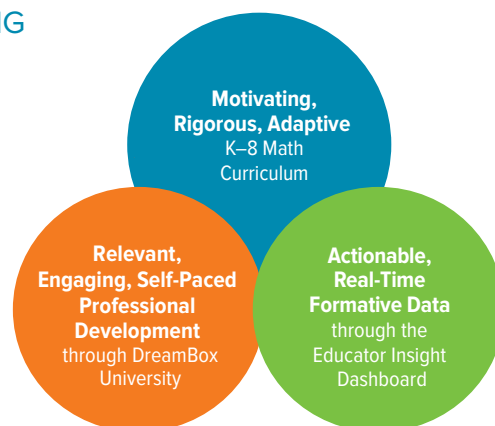 NG
Motivating,
Rigorous, Adaptive
K–8 Math
Curriculum
Relevant,
Engaging, Self-Paced
Professional
Development
through DreamBox
University
Actionable,
Real-Time
Formative Data
through the
Educator Insight
Dashboard